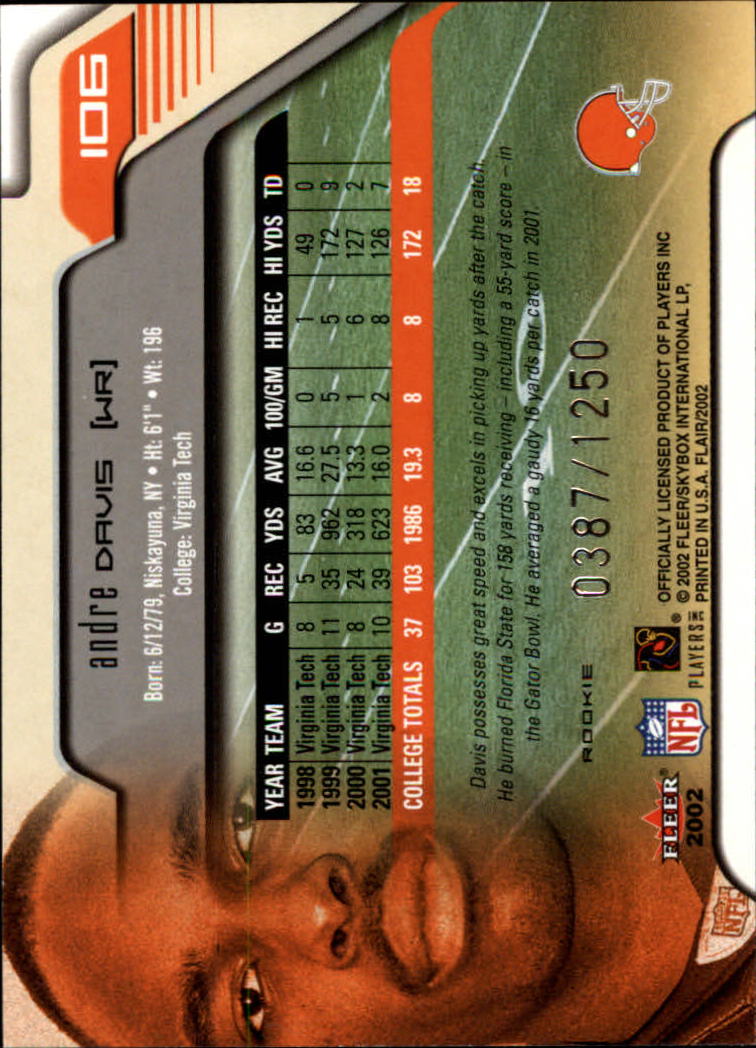 106
andre DAVIS (WR)
Born: 6/12/79, Niskayuna, NY • Ht: 6'1" • Wt: 196
College: Virginia Tech
YEAR TEAM G REC YDS AVG 100/GM HI REC HI YDS TD
1998 Virginia Tech 8 5 83 16.6 0 1 49 0
1999 Virginia Tech 11 35 962 27.5 5 5 172 9
2000 Virginia Tech 8 24 318 13.3 1 6 127 2
2001 Virginia Tech 10 39 623 16.0 2 8 126 7
COLLEGE TOTALS 37 103 1986 19.3 8 8 172 18
Davis possesses great speed and excels in picking up yards after the catch.
He burned Florida State for 158 yards receiving – including a 55-yard score – in
the Gator Bowl. He averaged a gaudy 16 yards per catch in 2001.
ROOKIE
0387/1250
FLEER
2002
NFL
PLAYERS INC
®
OFFICIALLY LICENSED PRODUCT OF PLAYERS INC
© 2002 FLEER/SKYBOX INTERNATIONAL LP,
PRINTED IN U.S.A. FLAIR/2002
NFL